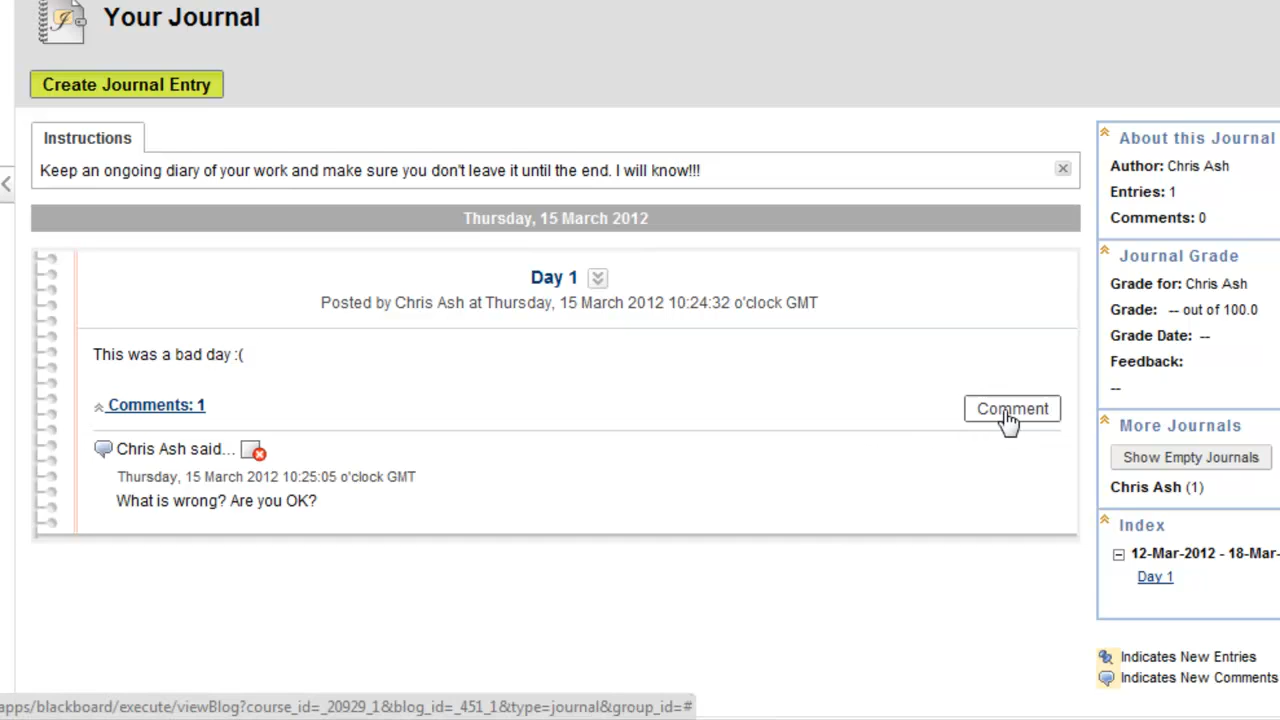 Your Journal
Create Journal Entry
Instructions
Keep an ongoing diary of your work and make sure you don't leave it until the end. I will know!!!
Thursday, 15 March 2012
Day 1
Posted by Chris Ash at Thursday, 15 March 2012 10:24:32 o'clock GMT
This was a bad day :(
Comments: 1
Comment
Chris Ash said...
Thursday, 15 March 2012 10:25:05 o'clock GMT
What is wrong? Are you OK?
About this Journal
Author: Chris Ash
Entries: 1
Comments: 0
Journal Grade
Grade for: Chris Ash
Grade: -- out of 100.0
Grade Date: --
Feedback:
--
More Journals
Show Empty Journals
Chris Ash (1)
Index
12-Mar-2012 - 18-Mar-
Day 1
Indicates New Entries
Indicates New Comments
apps/blackboard/execute/viewBlog?course_id=_20929_1&blog_id=_451_1&type=journal&group_id=#